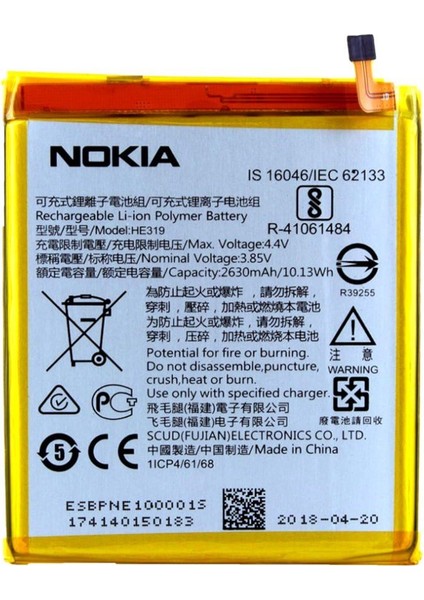 NOKIA
IS 16046/IEC 62133
可充式鋰離子電池組/可充式锂离子电池组
Rechargeable Li-ion Polymer Battery
型號/型号/Model:HE319
R-41061484
充電限制電壓/充电限制电压/Max. Voltage:4.4V
標稱電壓/标称电压/Nominal Voltage:3.85V
額定電容量/额定电容量/Capacity:2630mAh/10.13Wh
R39255
為防止起火或爆炸，請勿拆解，
穿刺，壓碎，加熱或燃燒本電池
为防止起火或爆炸，请勿拆解，
穿刺，压碎，加热或燃烧本电池
Potential for fire or burning.
Do not disassemble,puncture,
crush,heat or burn.
WARNING
Use only with specified charger.
飛毛腿(福建)電子有限公司
飞毛腿(福建)电子有限公司
廢電池請回收
SCUD(FUJIAN)ELECTRONICS CO.,LTD.
5
中國製造/中国制造/Made in China
1ICP4/61/68
ESBPNE100001S
174140150183
2018-04-20